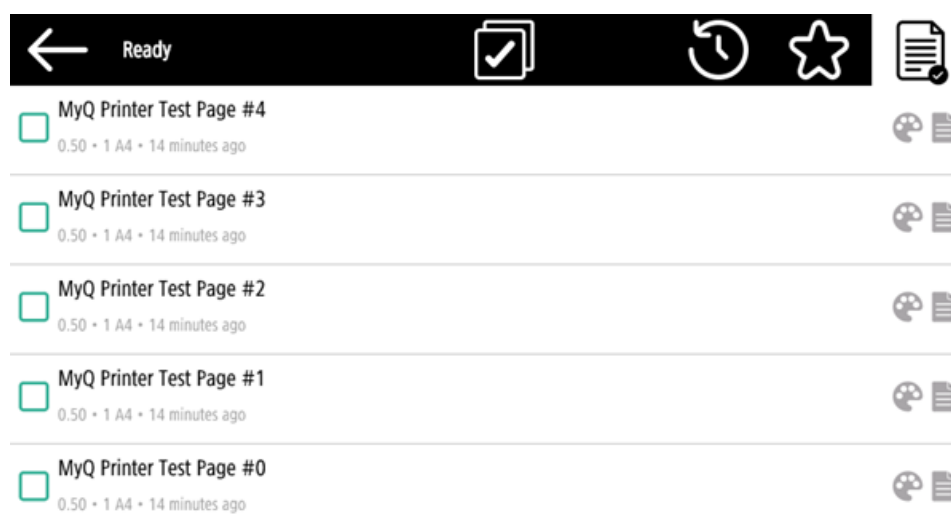 Ready
MyQ Printer Test Page #4
0.50 • 1 A4 • 14 minutes ago
MyQ Printer Test Page #3
0.50 • 1 A4 • 14 minutes ago
MyQ Printer Test Page #2
0.50 • 1 A4 • 14 minutes ago
MyQ Printer Test Page #1
0.50 • 1 A4 • 14 minutes ago
MyQ Printer Test Page #0
0.50 • 1 A4 • 14 minutes ago